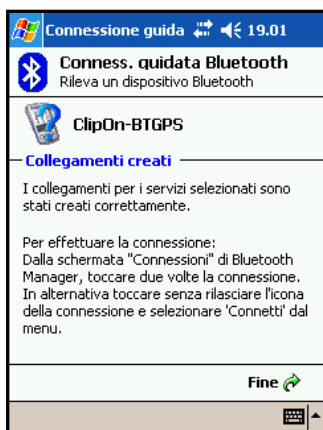 Connessione guida 19.01
Conness. guidata Bluetooth
Rileva un dispositivo Bluetooth
ClipOn-BTGPS
Collegamenti creati
I collegamenti per i servizi selezionati sono
stati creati correttamente.
Per effettuare la connessione:
Dalla schermata "Connessioni" di Bluetooth
Manager, toccare due volte la connessione.
In alternativa toccare senza rilasciare l'icona
della connessione e selezionare 'Connetti' dal
menu.
Fine